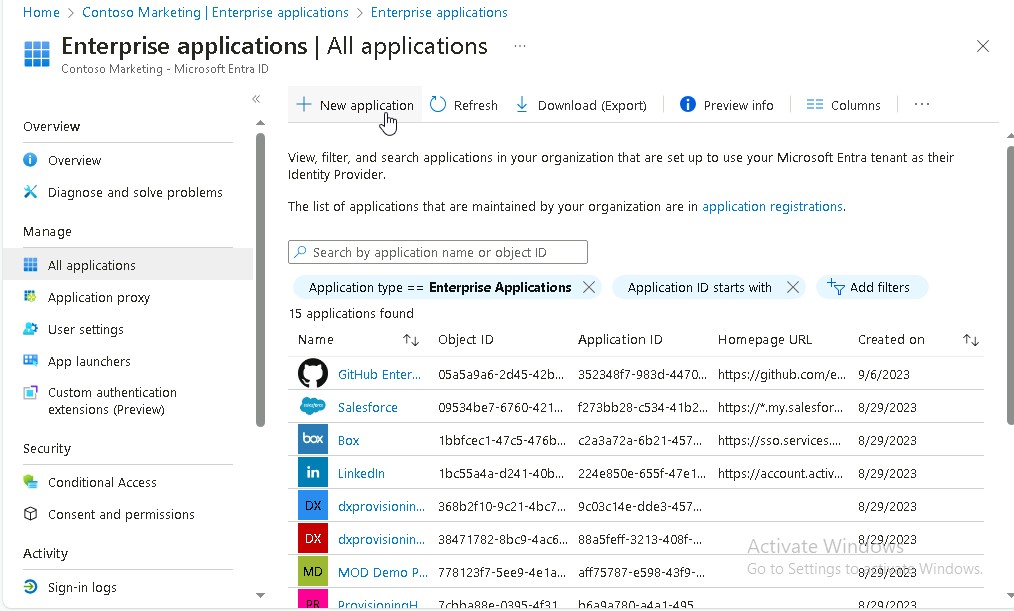 Home > Contoso Marketing | Enterprise applications > Enterprise applications
Enterprise applications | All applications ...
Contoso Marketing - Microsoft Entra ID
New application Refresh Download (Export) Preview info Columns ...
Overview
Overview
Diagnose and solve problems
Manage
All applications
Application proxy
User settings
App launchers
Custom authentication
extensions (Preview)
Security
Conditional Access
Consent and permissions
Activity
Sign-in logs
View, filter, and search applications in your organization that are set up to use your Microsoft Entra tenant as their
Identity Provider.
The list of applications that are maintained by your organization are in application registrations.
Search by application name or object ID
Application type == Enterprise Applications Application ID starts with Add filters
15 applications found
Name Object ID Application ID Homepage URL Created on
GitHub Enter... 05a5a9a6-2d45-42b... 352348f7-983d-4470... https://github.com/e... 9/6/2023
salesforce Salesforce 09534be7-6760-421... f273bb28-c534-41b2... https://*.my.salesfor... 8/29/2023
box Box 1bbfcec1-47c5-476b... c2a3a72a-6b21-457... https://sso.services.... 8/29/2023
in LinkedIn 1bc55a4a-d241-40b... 224e850e-655f-47e1... https://account.activ... 8/29/2023
DX dxprovisionin... 368b2f10-9c21-4bc7... 9c03c14e-dde3-457... 8/29/2023
DX dxprovisionin... 38471782-8bc9-4ac6... 88a5feff-3213-408f-... 8/29/2023
MD MOD Demo P... 778123f7-5ee9-4e1a... aff75787-e598-43f9-... 8/29/2023
PR ProvisioningH... 7cbba88e-0395-4f31... b6a9a780-a4a1-495... 8/29/2023
Activate Windows
Go to Settings to activate Windows.